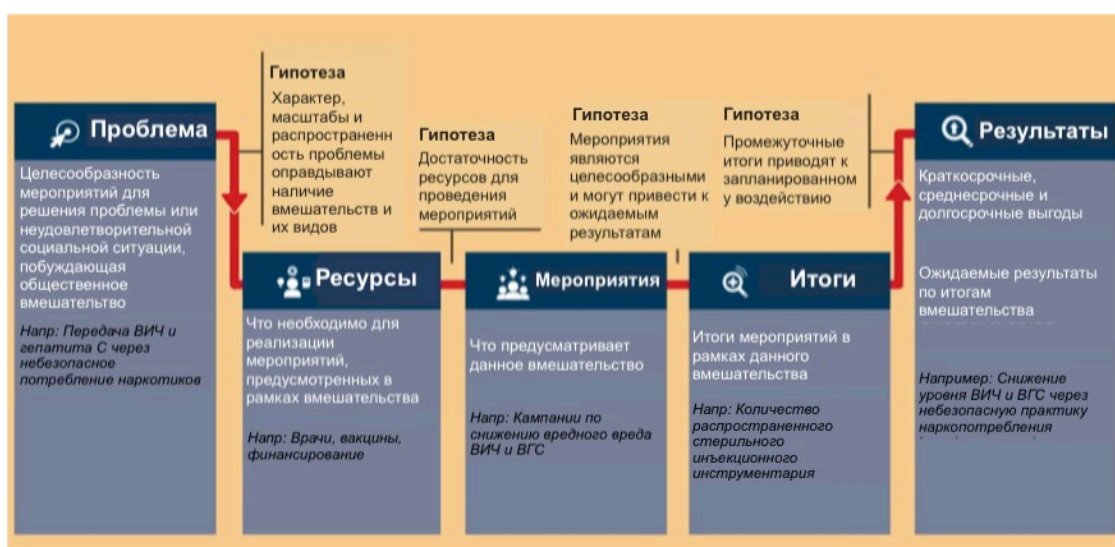 Гипотеза
Характер,
масштабы и
распространенн
ость проблемы
оправдывают
наличие
вмешательств и
их видов
Гипотеза
Достаточность
ресурсов для
проведения
мероприятий
Гипотеза
Мероприятия
являются
целесообразными
и могут привести к
ожидаемым
результатам
Гипотеза
Промежуточные
итоги приводят к
запланированном
у воздействию
Проблема
Целесообразность
мероприятий для
решения проблемы или
неудовлетворительной
социальной ситуации,
побуждающая
общественное
вмешательство
Напр: Передача ВИЧ и
гепатита С через
небезопасное
потребление наркотиков
Ресурсы
Что необходимо для
реализации
мероприятий,
предусмотренных в
рамках вмешательства
Напр: Врачи, вакцины,
финансирование
Мероприятия
Что предусматривает
данное вмешательство
Напр: Кампании по
снижению вредного вреда
ВИЧ и ВГС
Итоги
Итоги мероприятий в
рамках данного
вмешательства
Напр: Количество
распространенного
стерильного
инъекционного
инструментария
Результаты
Краткосрочные,
среднесрочные и
долгосрочные выгоды
Ожидаемые результаты
по итогам
вмешательства
Например: Снижение
уровня ВИЧ и ВГС через
небезопасную практику
наркопотребления